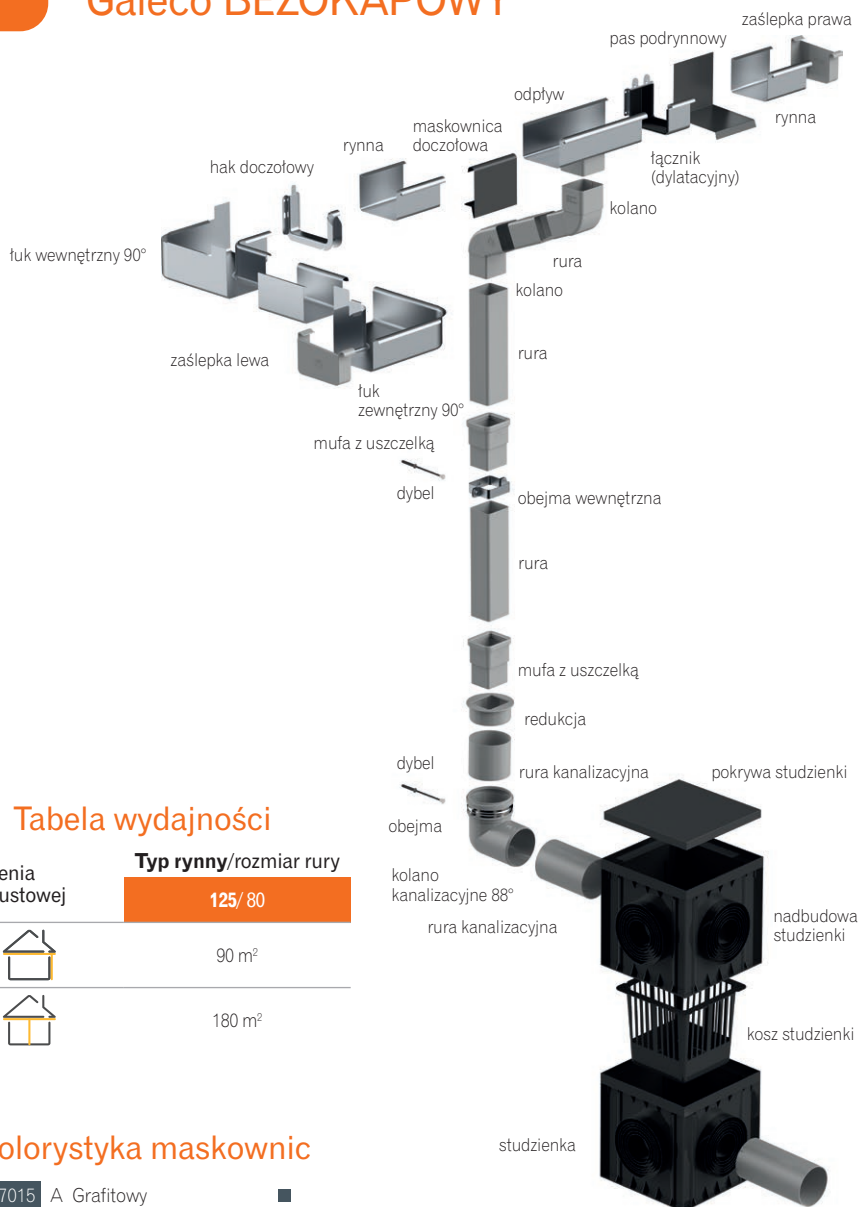 Galeco BEZOKAPOWY
zaślepka prawa
pas podrynnowy
odpływ
rynna
maskownica
doczołowa
rynna
łącznik
(dylatacyjny)
hak doczołowy
kolano
łuk wewnętrzny 90°
rura
kolano
rura
zaślepka lewa
łuk
zewnętrzny 90°
mufa z uszczelką
dybel
obejma wewnętrzna
rura
mufa z uszczelką
redukcja
dybel
rura kanalizacyjna
pokrywa studzienki
obejma
kolano
kanalizacyjne 88°
rura kanalizacyjna
nadbudowa
studzienki
kosz studzienki
studzienka
Tabela wydajności
enia
ustowej
Typ rynny/rozmiar rury
125/ 80
90 m²
180 m²
olorystyka maskownic
7015 A Grafitowy